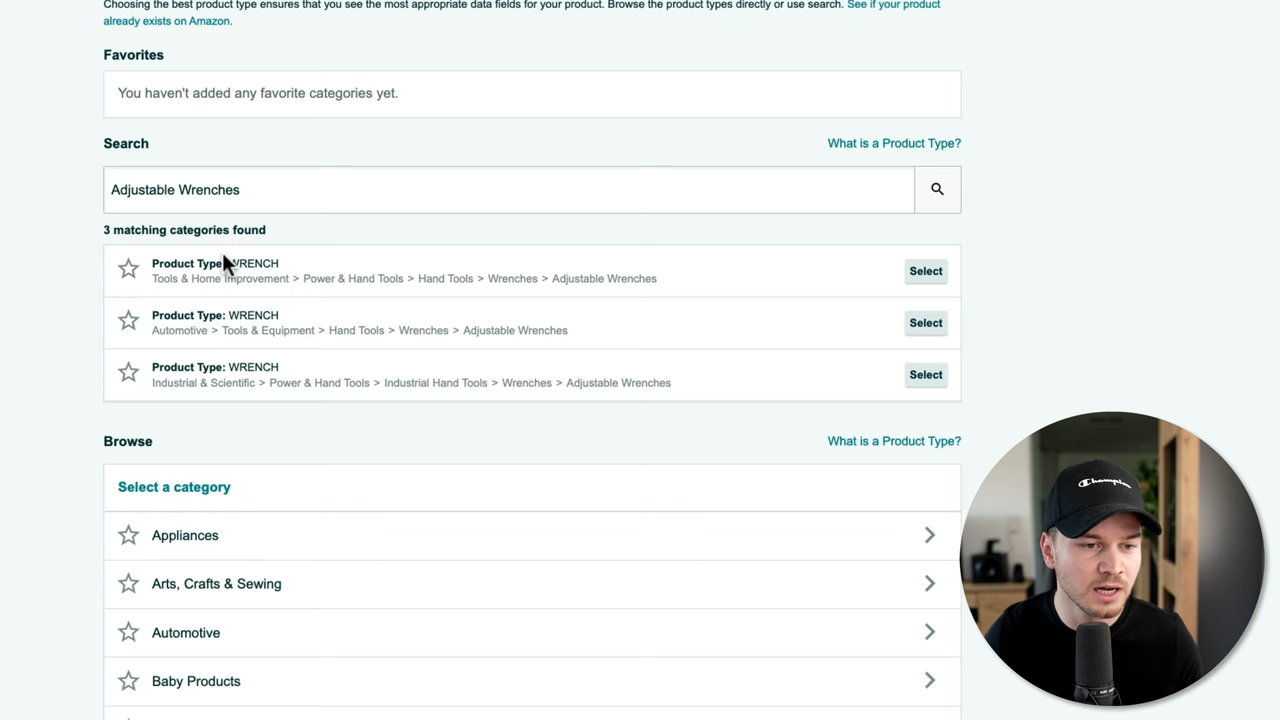 Choosing the best product type ensures that you see the most appropriate data fields for your product. Browse the product types directly or use search. See if your product
already exists on Amazon.
Favorites
You haven't added any favorite categories yet.
Search
What is a Product Type?
Adjustable Wrenches
3 matching categories found
Product Type: WRENCH
Tools & Home Improvement > Power & Hand Tools > Hand Tools > Wrenches > Adjustable Wrenches
Select
Product Type: WRENCH
Automotive > Tools & Equipment > Hand Tools > Wrenches > Adjustable Wrenches
Select
Product Type: WRENCH
Industrial & Scientific > Power & Hand Tools > Industrial Hand Tools > Wrenches > Adjustable Wrenches
Select
Browse
What is a Product Type?
Select a category
Appliances
Arts, Crafts & Sewing
Automotive
Baby Products
Champion